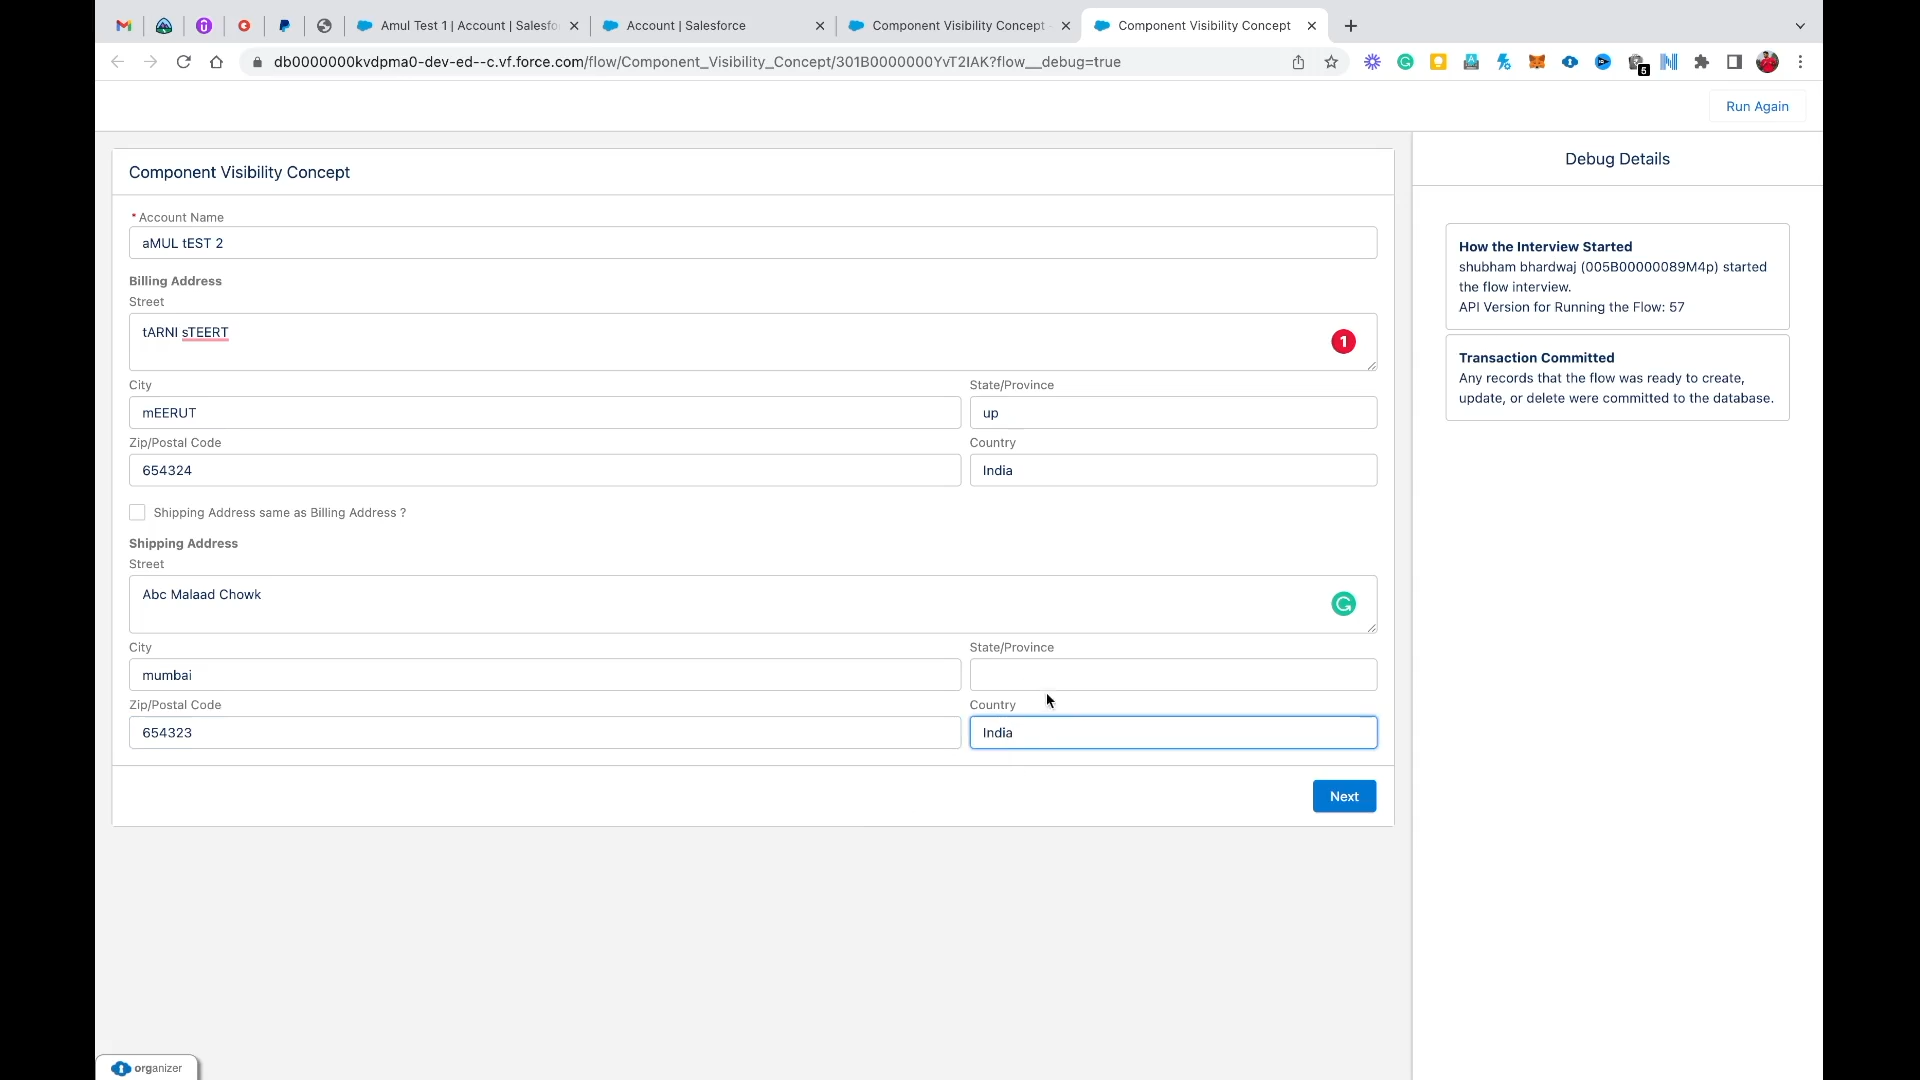 Amul Test 1 | Account | Salesfo
Account | Salesforce
Component Visibility Concept
Component Visibility Concept
db0000000kvdpma0-dev-ed--c.vf.force.com/flow/Component_Visibility_Concept/301B0000000YvT2IAK?flow__debug=true
6
Run Again
Component Visibility Concept
* Account Name
aMUL tEST 2
Billing Address
Street
tARNI sTEERT
1
City
State/Province
mEERUT
up
Zip/Postal Code
Country
654324
India
Shipping Address same as Billing Address ?
Shipping Address
Street
Abc Malaad Chowk
City
State/Province
mumbai
Zip/Postal Code
Country
654323
India
Next
Debug Details
How the Interview Started
shubham bhardwaj (005B00000089M4p) started
the flow interview.
API Version for Running the Flow: 57
Transaction Committed
Any records that the flow was ready to create,
update, or delete were committed to the database.
organizer